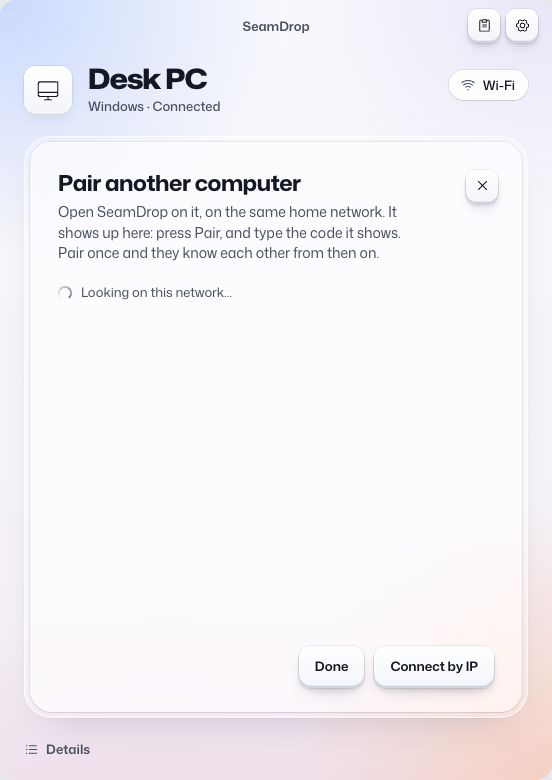 SeamDrop
Desk PC
Windows · Connected
Wi-Fi
Pair another computer
Open SeamDrop on it, on the same home network. It
shows up here: press Pair, and type the code it shows.
Pair once and they know each other from then on.
Looking on this network…
Done
Connect by IP
Details